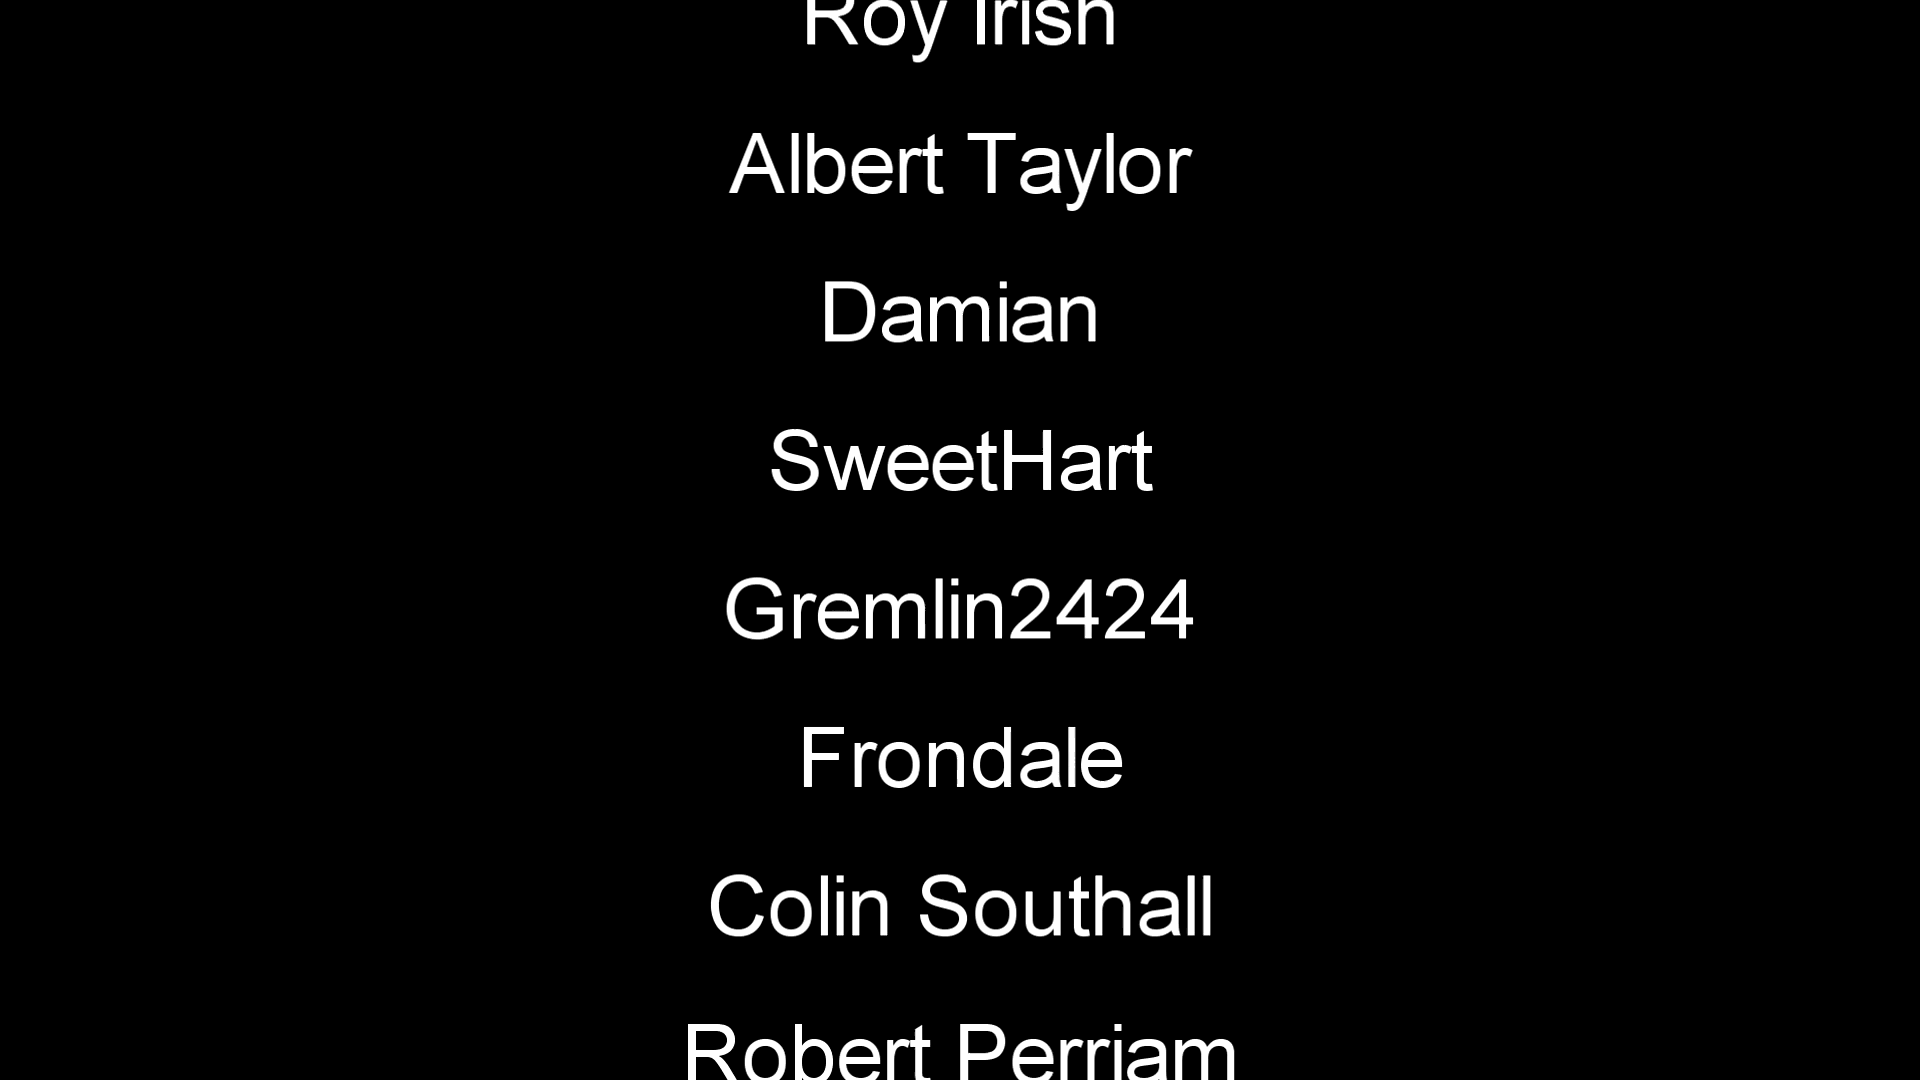 Roy Irish
Albert Taylor
Damian
SweetHart
Gremlin2424
Frondale
Colin Southall
Robert Perriam